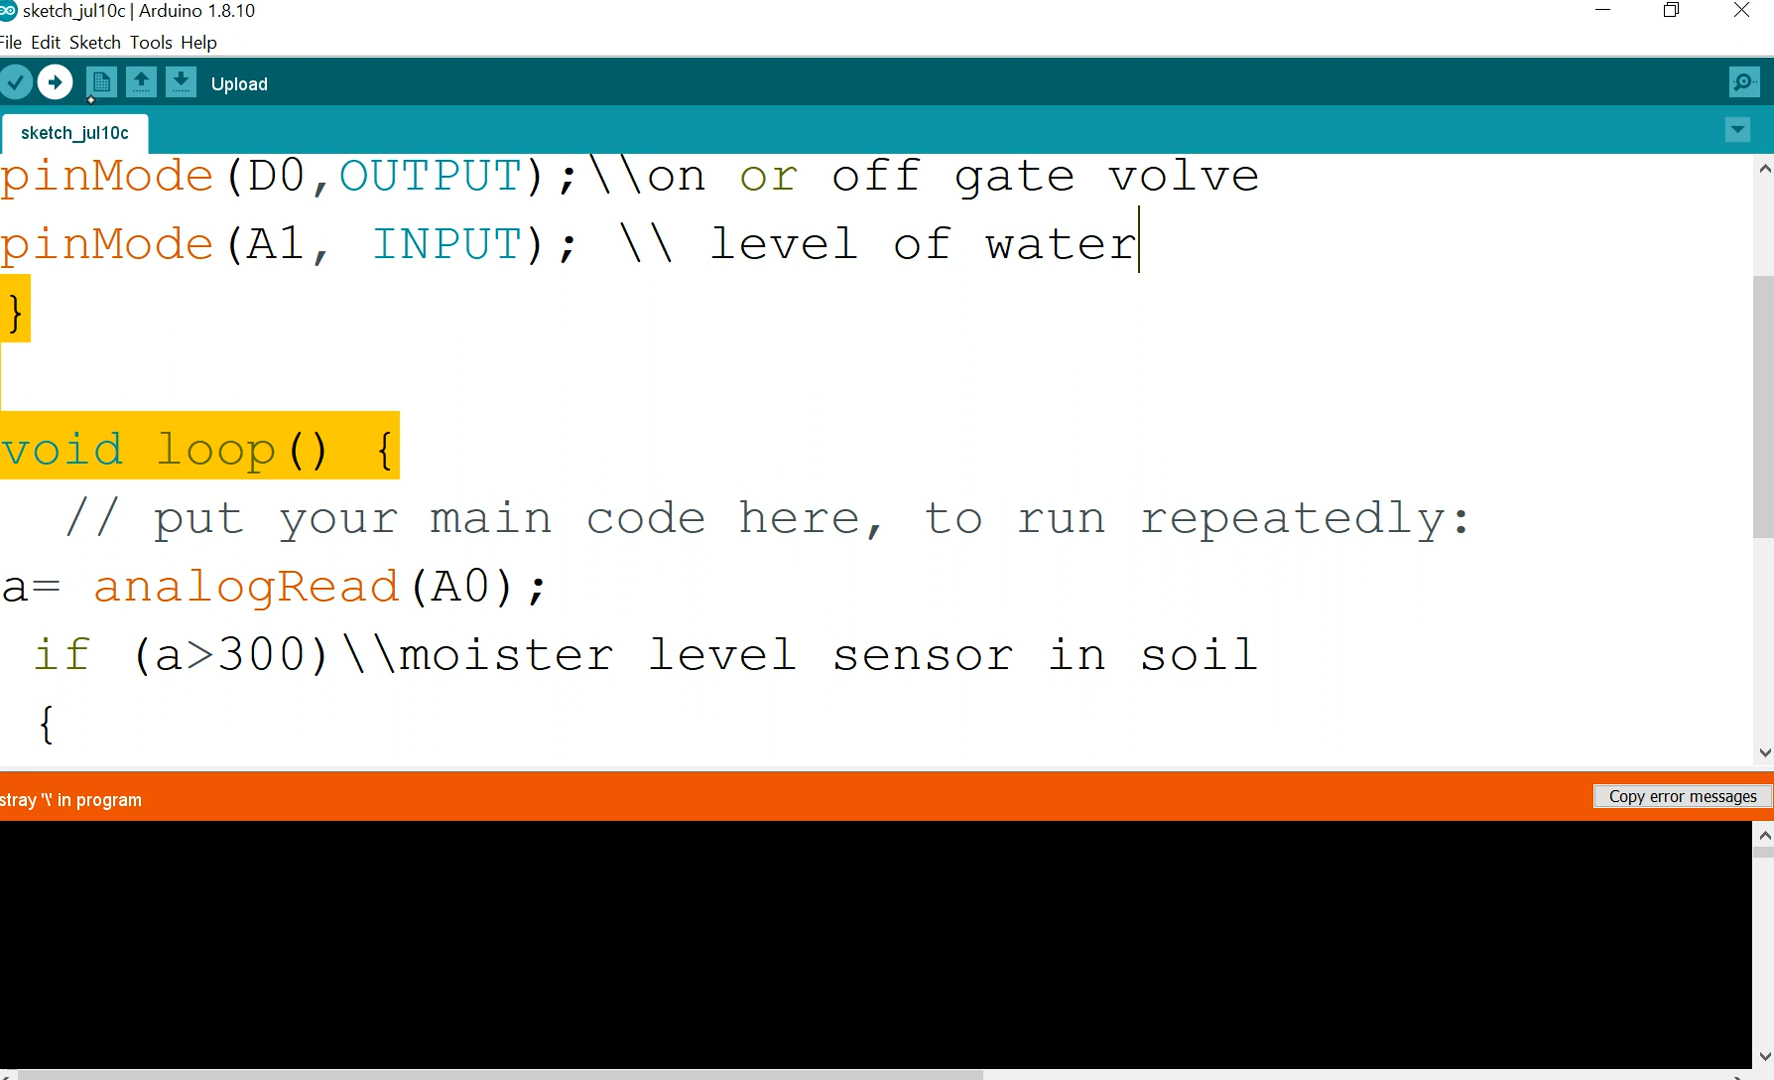 sketch_jul10c | Arduino 1.8.10
File Edit Sketch Tools Help
Upload
sketch_jul10c
pinMode(D0,OUTPUT);\\on or off gate volve
pinMode(A1, INPUT); \\ level of water
}
void loop() {
// put your main code here, to run repeatedly:
a= analogRead(A0);
if (a>300)\\moister level sensor in soil
{
stray '\' in program
Copy error messages